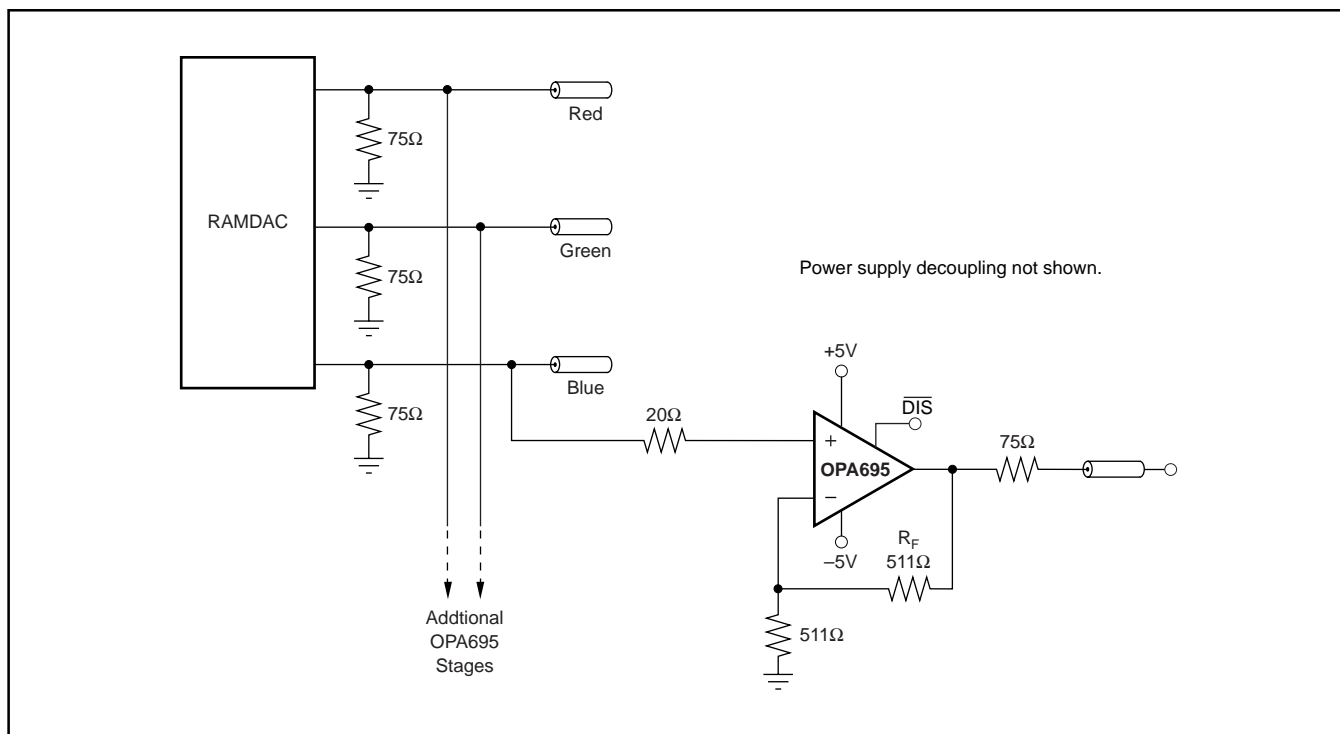 RAMDAC
75Ω
Red
75Ω
Green
75Ω
Blue
Addtional
OPA695
Stages
Power supply decoupling not shown.
20Ω
+5V
DIS
+
OPA695
−
−5V
75Ω
RF
511Ω
511Ω